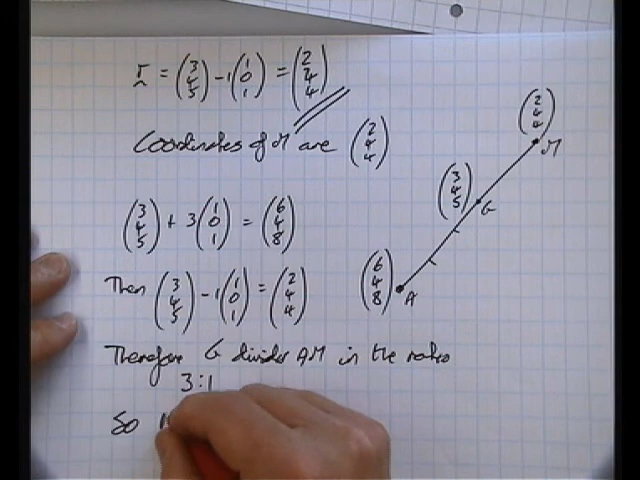 r = (3 4 5) - 1 (1 0 1) = (2 4 4)
Coordinates of M are (2 4 4)
(3 4 5) + 3 (1 0 1) = (6 4 8)
Then (3 4 5) - 1 (1 0 1) = (2 4 4)
Therefore G divides AM in the ratio
3:1
So
(2 4 4)
M
(3 4 5)
G
(6 4 8)
A